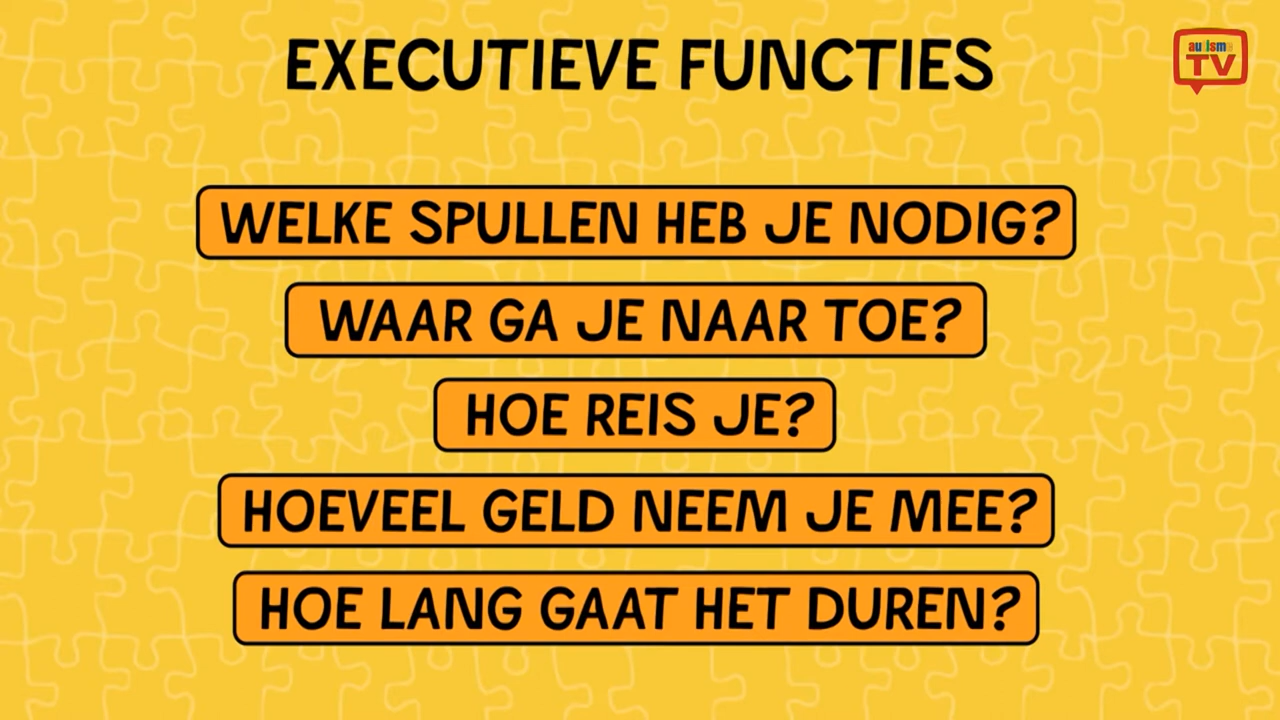 EXECUTIEVE FUNCTIES
autisme
TV
WELKE SPULLEN HEB JE NODIG?
WAAR GA JE NAAR TOE?
HOE REIS JE?
HOEVEEL GELD NEEM JE MEE?
HOE LANG GAAT HET DUREN?